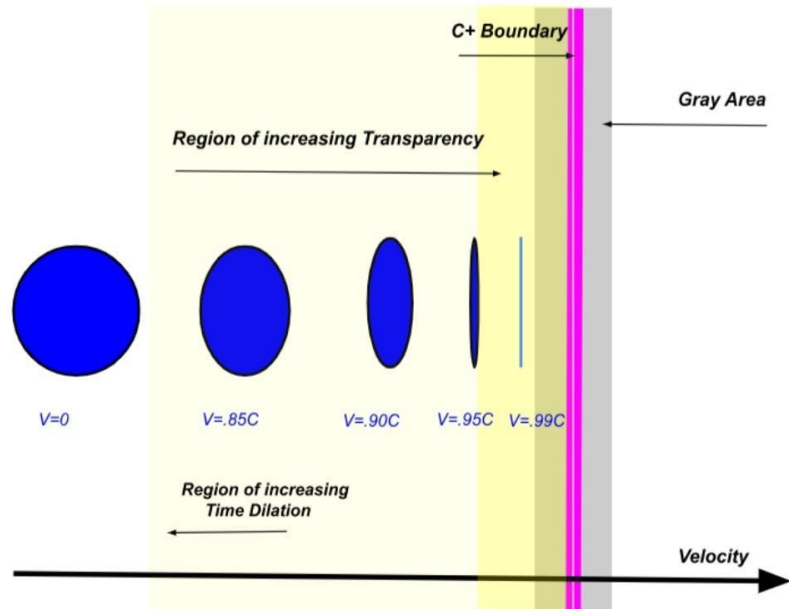 C+ Boundary
Gray Area
Region of increasing Transparency
V=0
V=.85C
V=.90C
V=.95C
V=.99C
Region of increasing
Time Dilation
Velocity